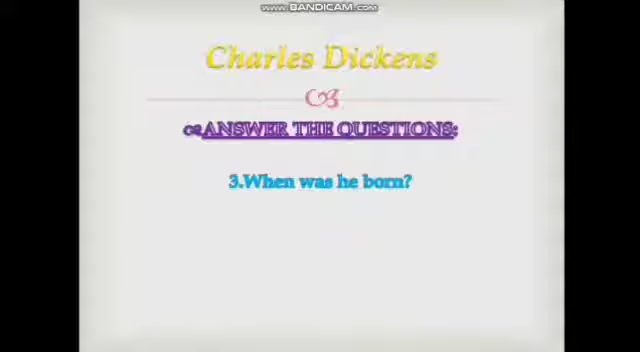 www.BANDICAM.com
Charles Dickens
ANSWER THE QUESTIONS:
3.When was he born?